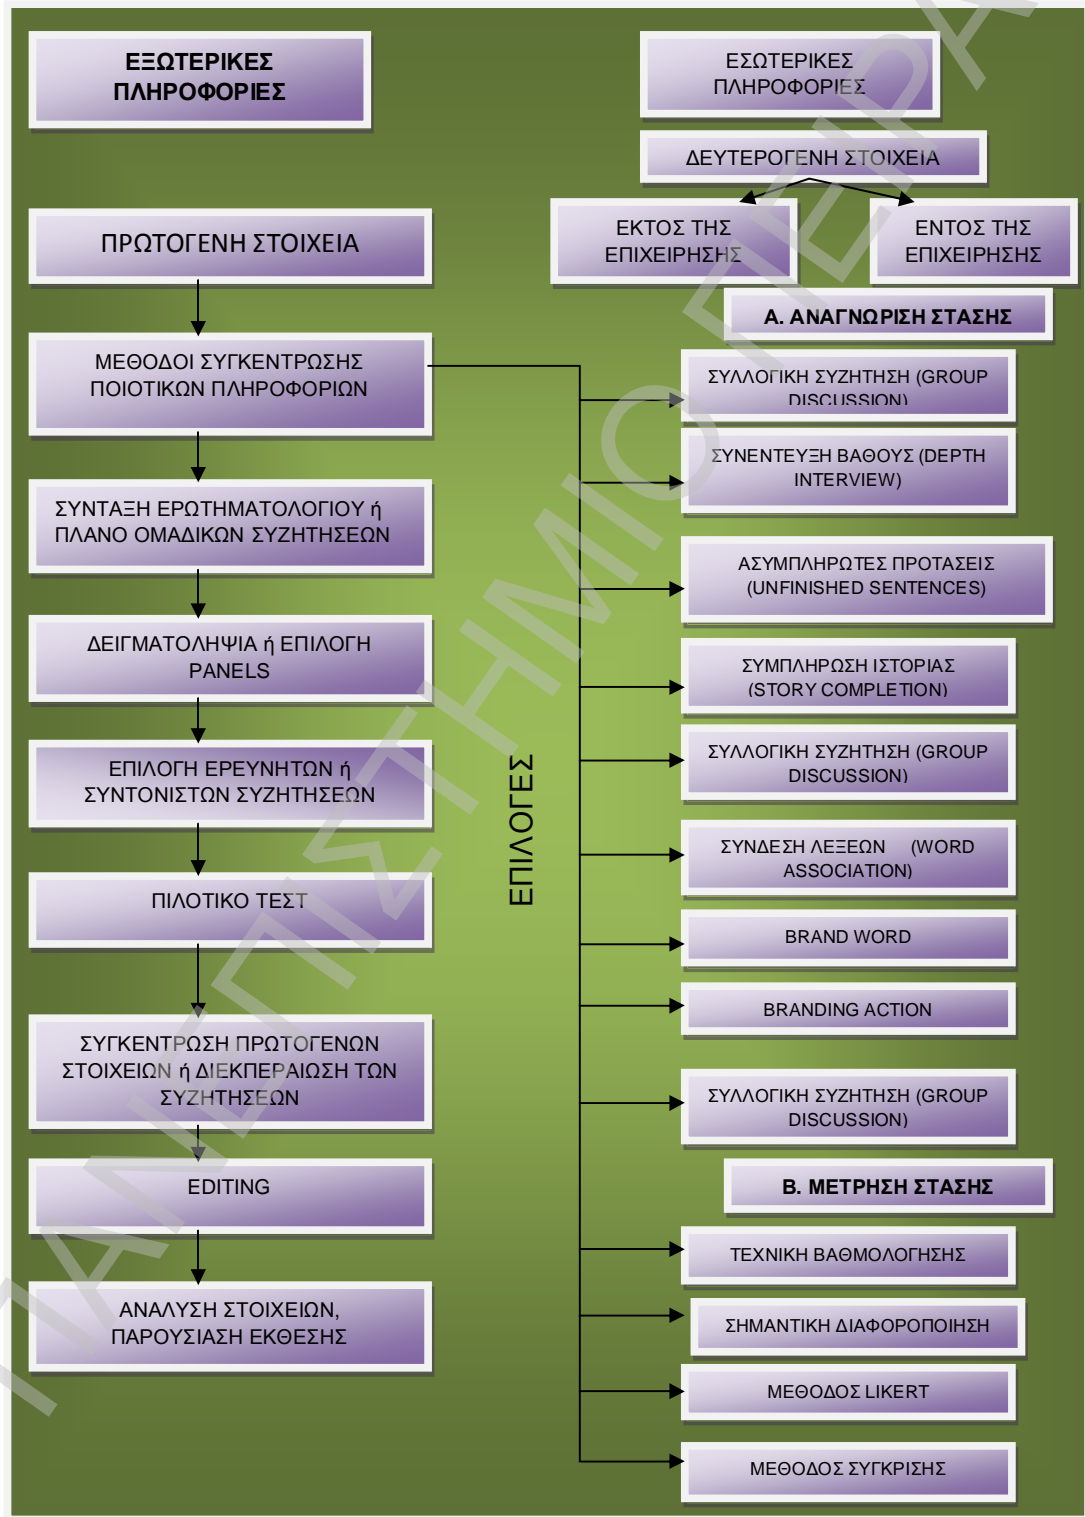 ΕΞΩΤΕΡΙΚΕΣ
ΠΛΗΡΟΦΟΡΙΕΣ
ΠΡΩΤΟΓΕΝΗ ΣΤΟΙΧΕΙΑ
ΜΕΘΟΔΟΙ ΣΥΓΚΕΝΤΡΩΣΗΣ
ΠΟΙΟΤΙΚΩΝ ΠΛΗΡΟΦΟΡΙΩΝ
ΣΥΝΤΑΞΗ ΕΡΩΤΗΜΑΤΟΛΟΓΙΟΥ ή
ΠΛΑΝΟ ΟΜΑΔΙΚΩΝ ΣΥΖΗΤΗΣΕΩΝ
ΔΕΙΓΜΑΤΟΛΗΨΙΑ ή ΕΠΙΛΟΓΗ
PANELS
ΕΠΙΛΟΓΗ ΕΡΕΥΝΗΤΩΝ ή
ΣΥΝΤΟΝΙΣΤΩΝ ΣΥΖΗΤΗΣΕΩΝ
ΠΙΛΟΤΙΚΟ ΤΕΣΤ
ΣΥΓΚΕΝΤΡΩΣΗ ΠΡΩΤΟΓΕΝΩΝ
ΣΤΟΙΧΕΙΩΝ ή ΔΙΕΚΠΕΡΑΙΩΣΗ ΤΩΝ
ΣΥΖΗΤΗΣΕΩΝ
EDITING
ΑΝΑΛΥΣΗ ΣΤΟΙΧΕΙΩΝ,
ΠΑΡΟΥΣΙΑΣΗ ΕΚΘΕΣΗΣ
ΕΠΙΛΟΓΕΣ
ΕΣΩΤΕΡΙΚΕΣ
ΠΛΗΡΟΦΟΡΙΕΣ
ΔΕΥΤΕΡΟΓΕΝΗ ΣΤΟΙΧΕΙΑ
ΕΚΤΟΣ ΤΗΣ
ΕΠΙΧΕΙΡΗΣΗΣ
ΕΝΤΟΣ ΤΗΣ
ΕΠΙΧΕΙΡΗΣΗΣ
Α. ΑΝΑΓΝΩΡΙΣΗ ΣΤΑΣΗΣ
ΣΥΛΛΟΓΙΚΗ ΣΥΖΗΤΗΣΗ (GROUP
DISCUSSION)
ΣΥΝΕΝΤΕΥΞΗ ΒΑΘΟΥΣ (DEPTH
INTERVIEW)
ΑΣΥΜΠΛΗΡΩΤΕΣ ΠΡΟΤΑΣΕΙΣ
(UNFINISHED SENTENCES)
ΣΥΜΠΛΗΡΩΣΗ ΙΣΤΟΡΙΑΣ
(STORY COMPLETION)
ΣΥΛΛΟΓΙΚΗ ΣΥΖΗΤΗΣΗ (GROUP
DISCUSSION)
ΣΥΝΔΕΣΗ ΛΕΞΕΩΝ (WORD
ASSOCIATION)
BRAND WORD
BRANDING ACTION
ΣΥΛΛΟΓΙΚΗ ΣΥΖΗΤΗΣΗ (GROUP
DISCUSSION)
Β. ΜΕΤΡΗΣΗ ΣΤΑΣΗΣ
ΤΕΧΝΙΚΗ ΒΑΘΜΟΛΟΓΗΣΗΣ
ΣΗΜΑΝΤΙΚΗ ΔΙΑΦΟΡΟΠΟΙΗΣΗ
ΜΕΘΟΔΟΣ LIKERT
ΜΕΘΟΔΟΣ ΣΥΓΚΡΙΣΗΣ
ΠΑΝΕΠΙΣΤΗΜΙΟ ΠΕΙΡΑ